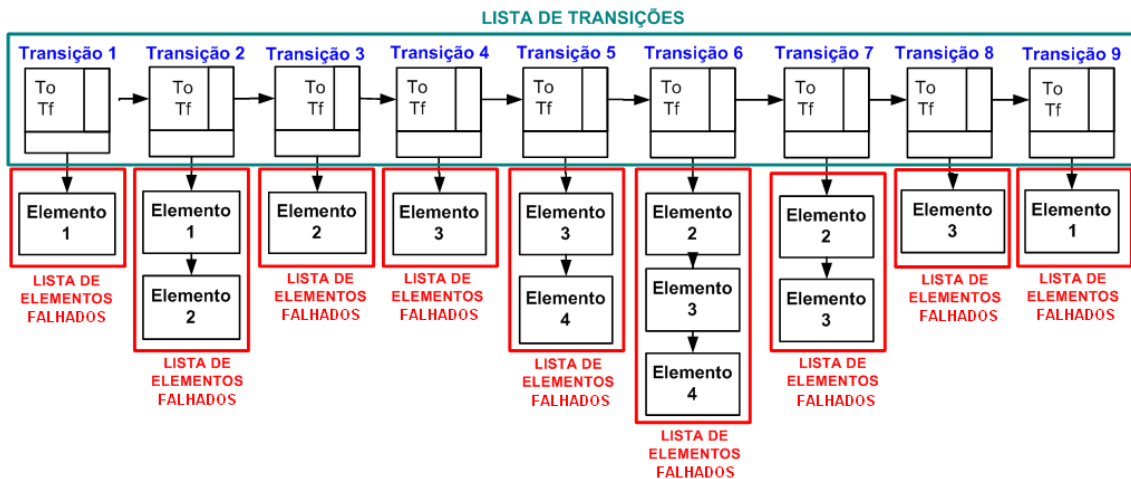 LISTA DE TRANSIÇÕES
Transição 1
Transição 2
Transição 3
Transição 4
Transição 5
Transição 6
Transição 7
Transição 8
Transição 9
To
Tf
To
Tf
To
Tf
To
Tf
To
Tf
To
Tf
To
Tf
To
Tf
To
Tf
Elemento
1
LISTA DE
ELEMENTOS
FALHADOS
Elemento
1
Elemento
2
LISTA DE
ELEMENTOS
FALHADOS
Elemento
2
LISTA DE
ELEMENTOS
FALHADOS
Elemento
3
LISTA DE
ELEMENTOS
FALHADOS
Elemento
3
Elemento
4
LISTA DE
ELEMENTOS
FALHADOS
Elemento
2
Elemento
3
Elemento
4
LISTA DE
ELEMENTOS
FALHADOS
Elemento
2
Elemento
3
LISTA DE
ELEMENTOS
FALHADOS
Elemento
3
LISTA DE
ELEMENTOS
FALHADOS
Elemento
1
LISTA DE
ELEMENTOS
FALHADOS